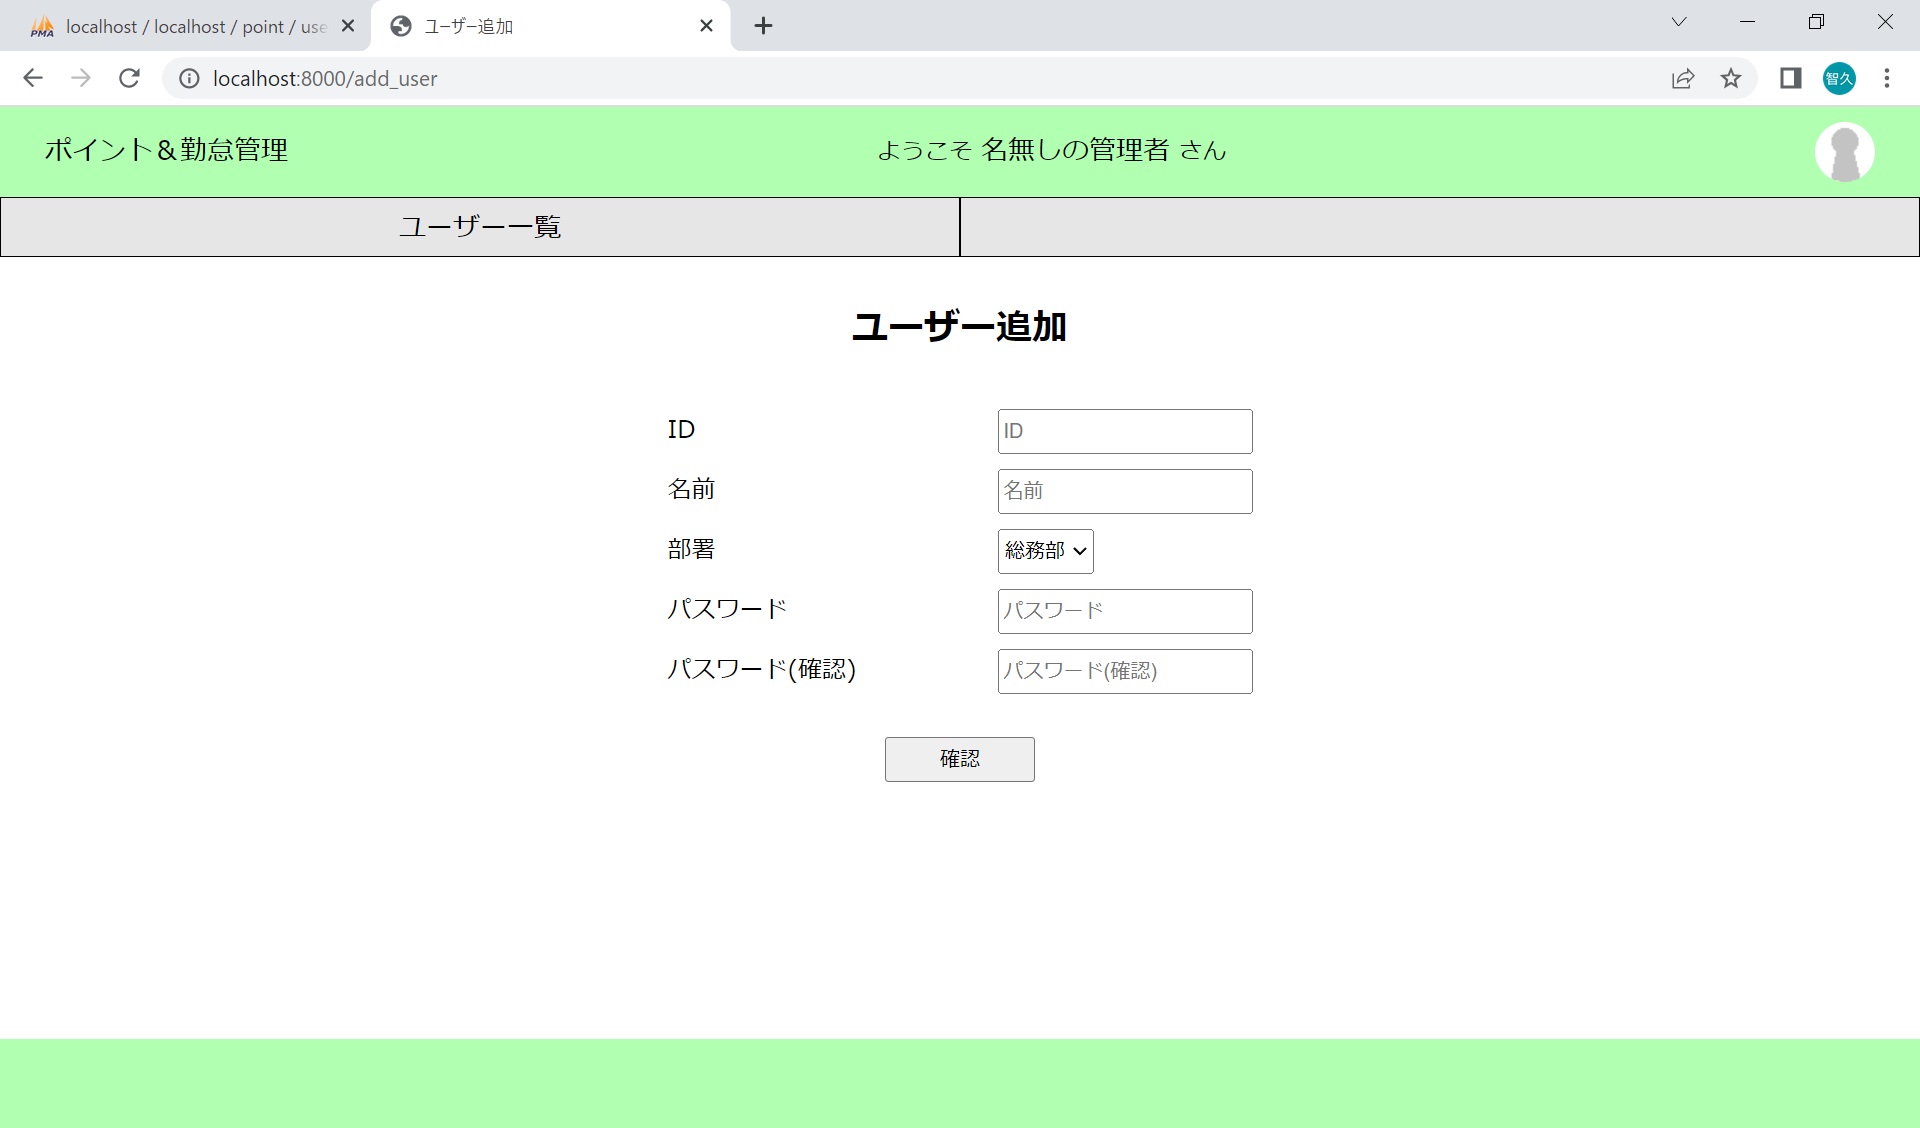 PMA
localhost / localhost / point / use
ユーザー追加
localhost:8000/add_user
智久
ポイント＆勤怠管理
ようこそ 名無しの管理者 さん
ユーザー一覧
ユーザー追加
ID
ID
名前
名前
部署
総務部
パスワード
パスワード
パスワード(確認)
パスワード(確認)
確認